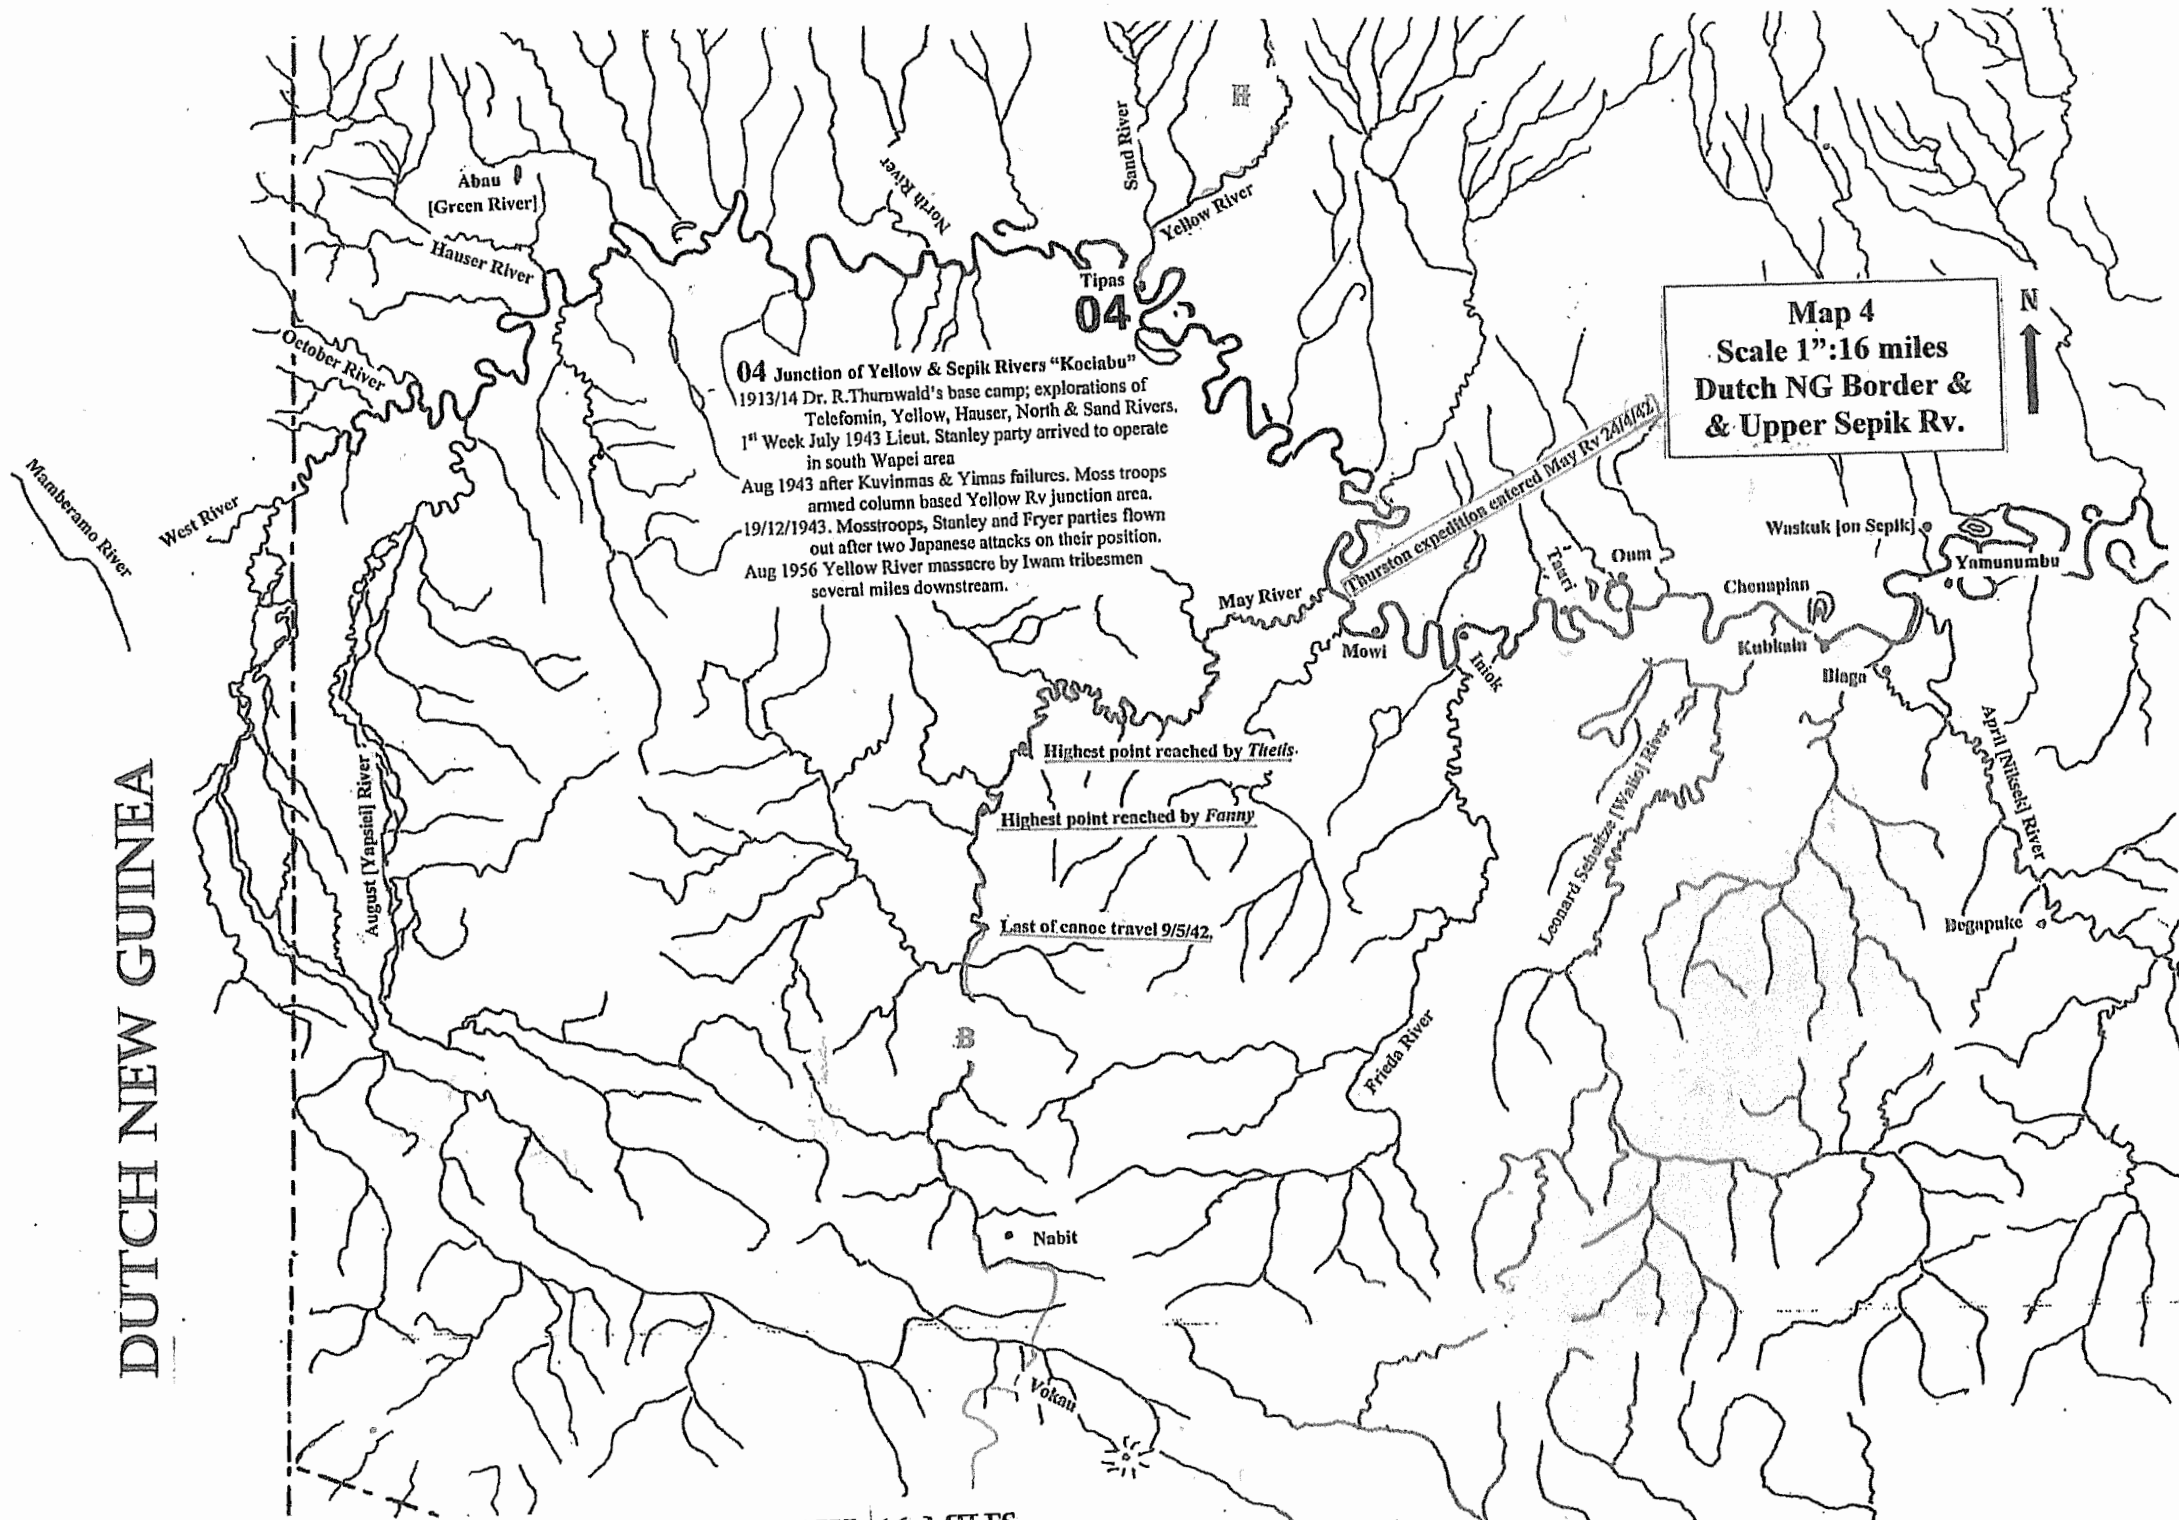 H
Sand River
North River
Yellow River
Abau
[Green River]
Hauser River
Tipas
04
October River
Map 4
Scale 1”:16 miles
Dutch NG Border &
& Upper Sepik Rv.
N
04 Junction of Yellow & Sepik Rivers “Kociabu”
1913/14 Dr. R.Thurnwald's base camp; explorations of
Telefomin, Yellow, Hauser, North & Sand Rivers.
1st Week July 1943 Lieut. Stanley party arrived to operate
in south Wapei area
Aug 1943 after Kuvinmas & Yimas failures. Moss troops
armed column based Yellow Rv junction area.
19/12/1943. Mosstroops, Stanley and Fryer parties flown
out after two Japanese attacks on their position.
Aug 1956 Yellow River massacre by Iwam tribesmen
several miles downstream.
Thurston expedition entered May Rv 24/4/42
Mamberamo River
West River
Waskuk [on Sepik]
Yamunumbu
Tauri
Oum
Chenapian
May River
Mowi
Iniok
Kubkain
Biaga
April [Niksek] River
Highest point reached by Thetis.
Highest point reached by Fanny
Leonard Schultze [Walio] River
August [Yapsiei] River
DUTCH NEW GUINEA
Last of canoe travel 9/5/42.
Begapuke
B
Frieda River
Nabit
Vokau
MILES